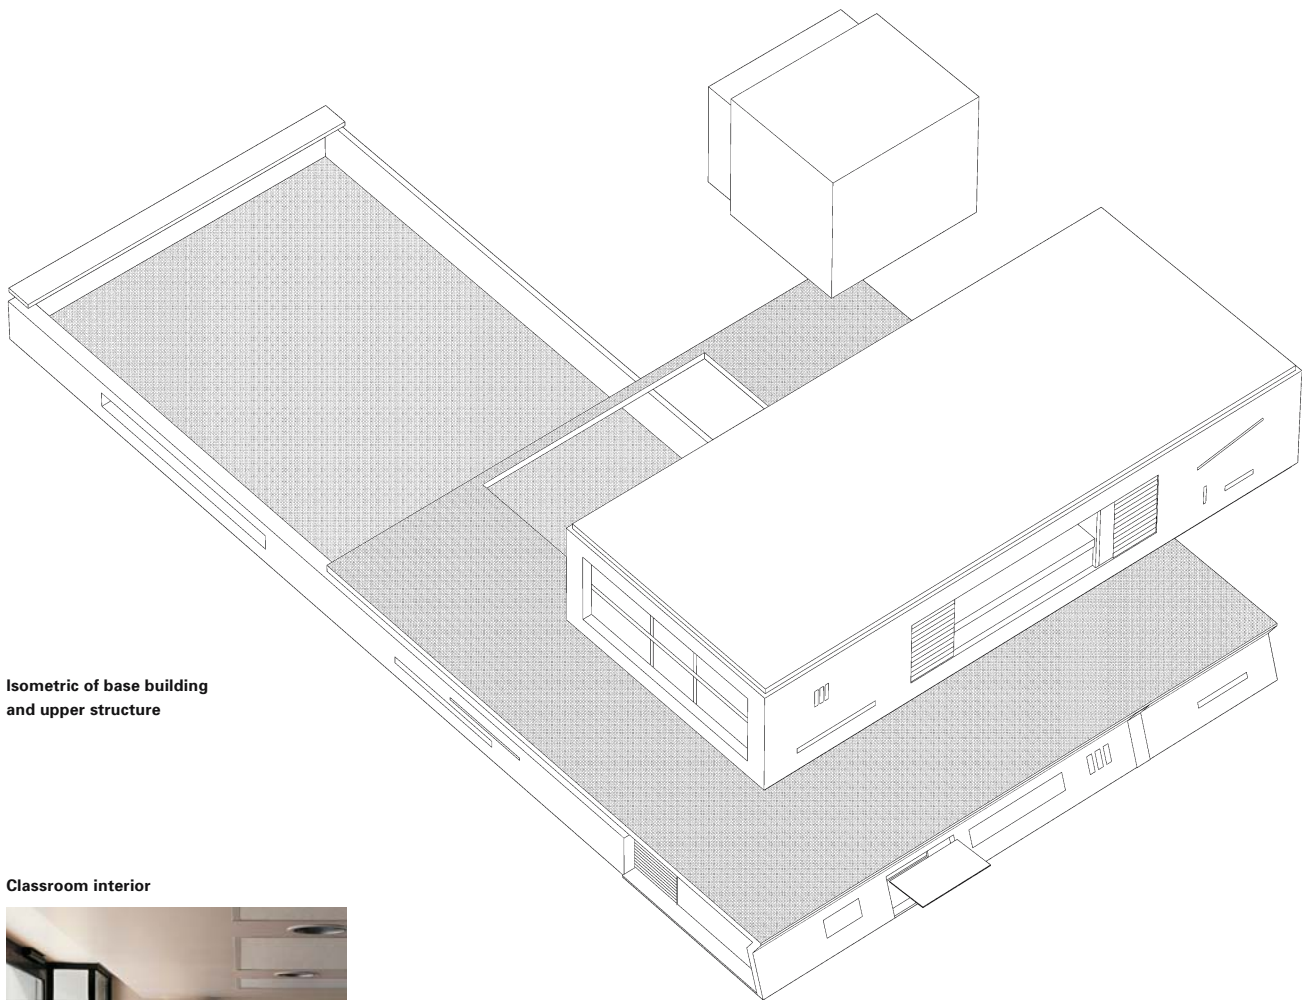 Isometric of base building
and upper structure
Classroom interior